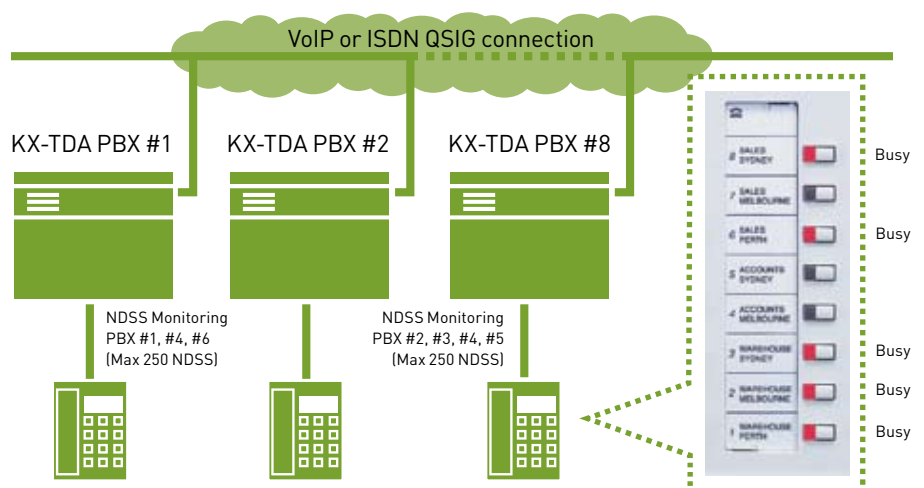 VoIP or ISDN QSIG connection
KX-TDA PBX #1
KX-TDA PBX #2
KX-TDA PBX #8
NDSS Monitoring
PBX #1, #4, #6
(Max 250 NDSS)
NDSS Monitoring
PBX #2, #3, #4, #5
(Max 250 NDSS)
8 SALES
SYDNEY
Busy
7 SALES
MELBOURNE
6 SALES
PERTH
Busy
5 ACCOUNTS
SYDNEY
4 ACCOUNTS
MELBOURNE
3 WAREHOUSE
SYDNEY
Busy
2 WAREHOUSE
MELBOURNE
Busy
1 WAREHOUSE
PERTH
Busy